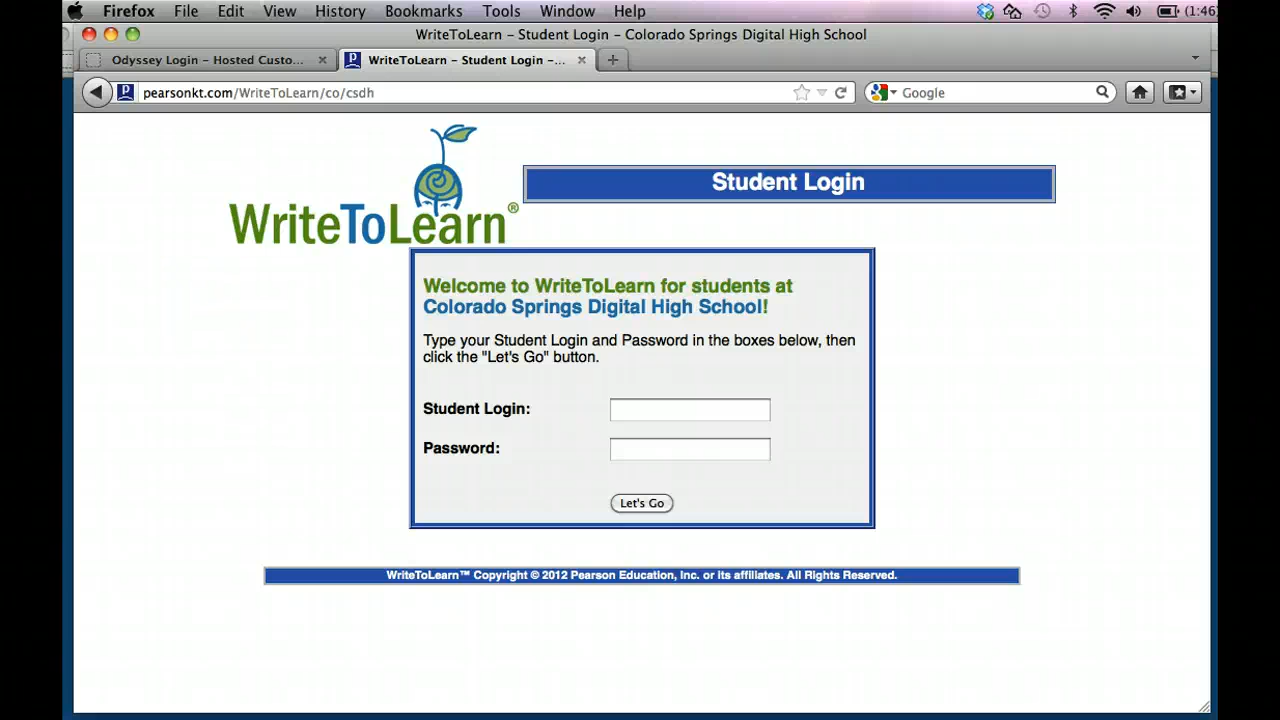 Firefox File Edit View History Bookmarks Tools Window Help (1:46
WriteToLearn – Student Login – Colorado Springs Digital High School
Odyssey Login – Hosted Custo... WriteToLearn – Student Login –...
pearsonkt.com/WriteToLearn/co/csdh Google
Student Login
WriteToLearn®
Welcome to WriteToLearn for students at
Colorado Springs Digital High School!
Type your Student Login and Password in the boxes below, then
click the "Let's Go" button.
Student Login:
Password:
Let's Go
WriteToLearn™ Copyright © 2012 Pearson Education, Inc. or its affiliates. All Rights Reserved.